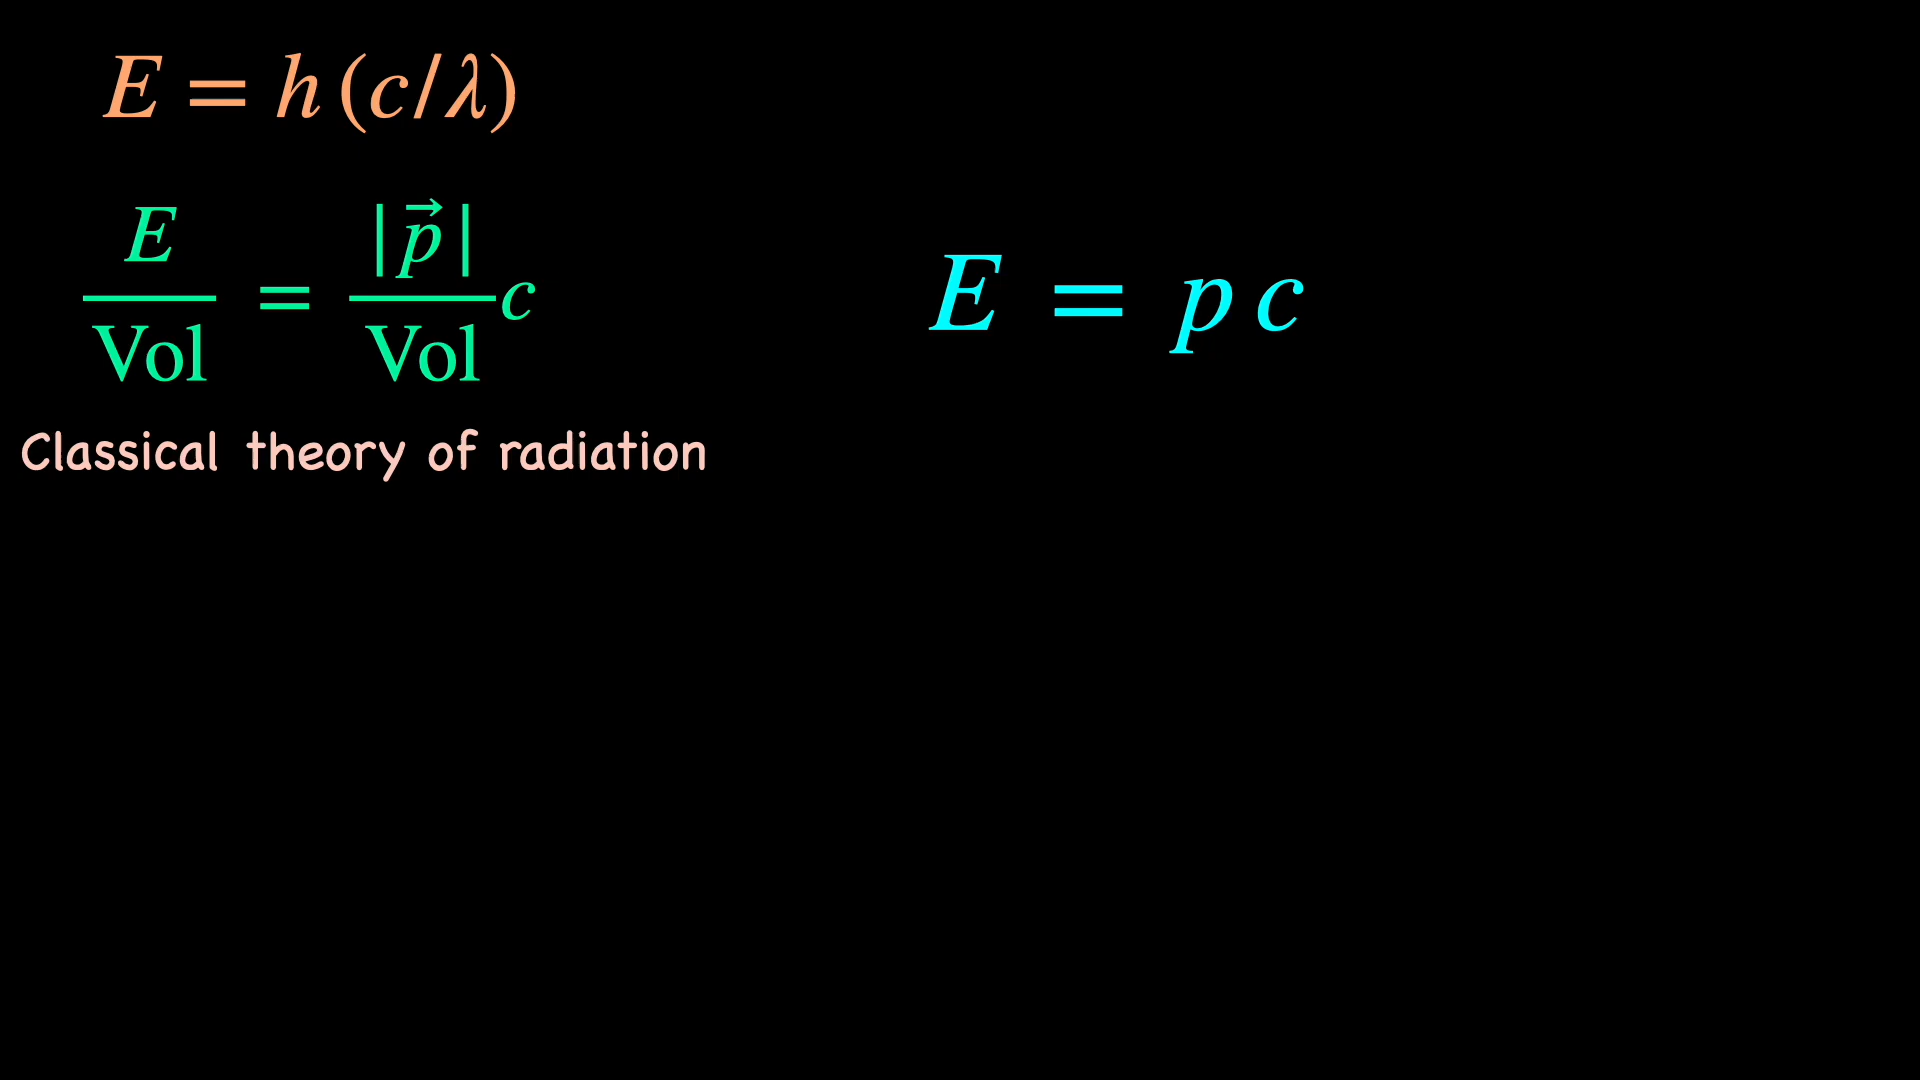 E = h (c/λ)
E/Vol = |p⃗|/Vol c
E = p c
Classical theory of radiation